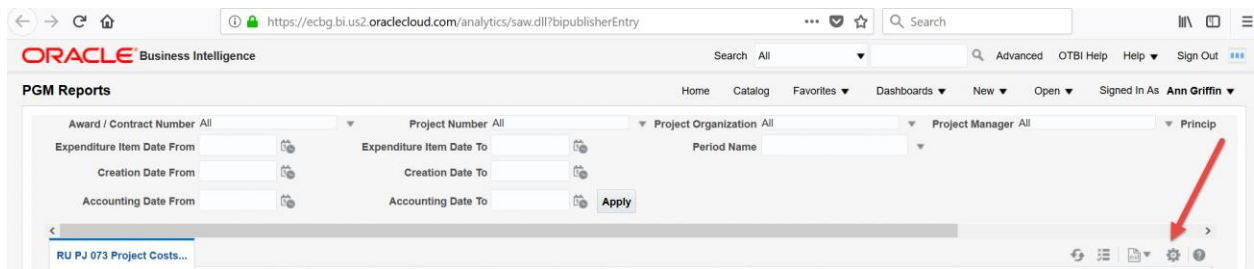 https://ecbg.bi.us2.oraclecloud.com/analytics/saw.dll?bipublisherEntry ... Search
ORACLE Business Intelligence Search All Advanced OTBI Help Help Sign Out
PGM Reports Home Catalog Favorites Dashboards New Open Signed In As Ann Griffin
Award / Contract Number All Project Number All Project Organization All Project Manager All Princip
Expenditure Item Date From Expenditure Item Date To Period Name
Creation Date From Creation Date To
Accounting Date From Accounting Date To Apply
RU PJ 073 Project Costs...